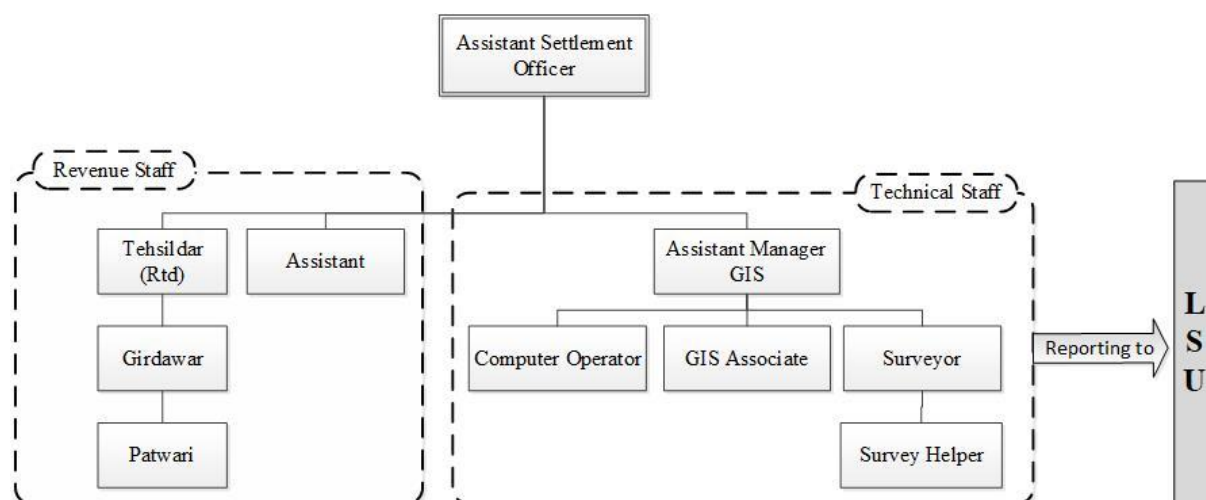 Assistant Settlement
Officer
Revenue Staff
Technical Staff
Tehsildar
(Rtd)
Assistant
Assistant Manager
GIS
Girdawar
Computer Operator
GIS Associate
Surveyor
Patwari
Survey Helper
Reporting to
L
S
U